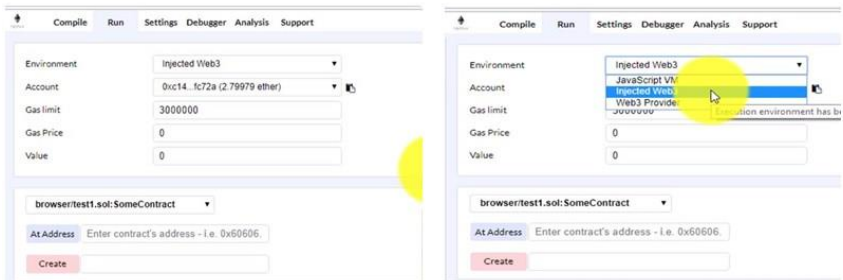 Compile Run Settings Debugger Analysis Support
Environment Injected Web3
Account 0xc14...fc72a (2.79979 ether)
Gas limit 3000000
Gas Price 0
Value 0
browser/test1.sol:SomeContract
At Address Enter contract's address - i.e. 0x60606.
Create
Compile Run Settings Debugger Analysis Support
Environment Injected Web3
JavaScript VM
Account Injected Web3
Web3 Provider
Gas limit 3000000 Execution environment has be
Gas Price 0
Value 0
browser/test1.sol:SomeContract
At Address Enter contract's address - i.e. 0x60606.
Create